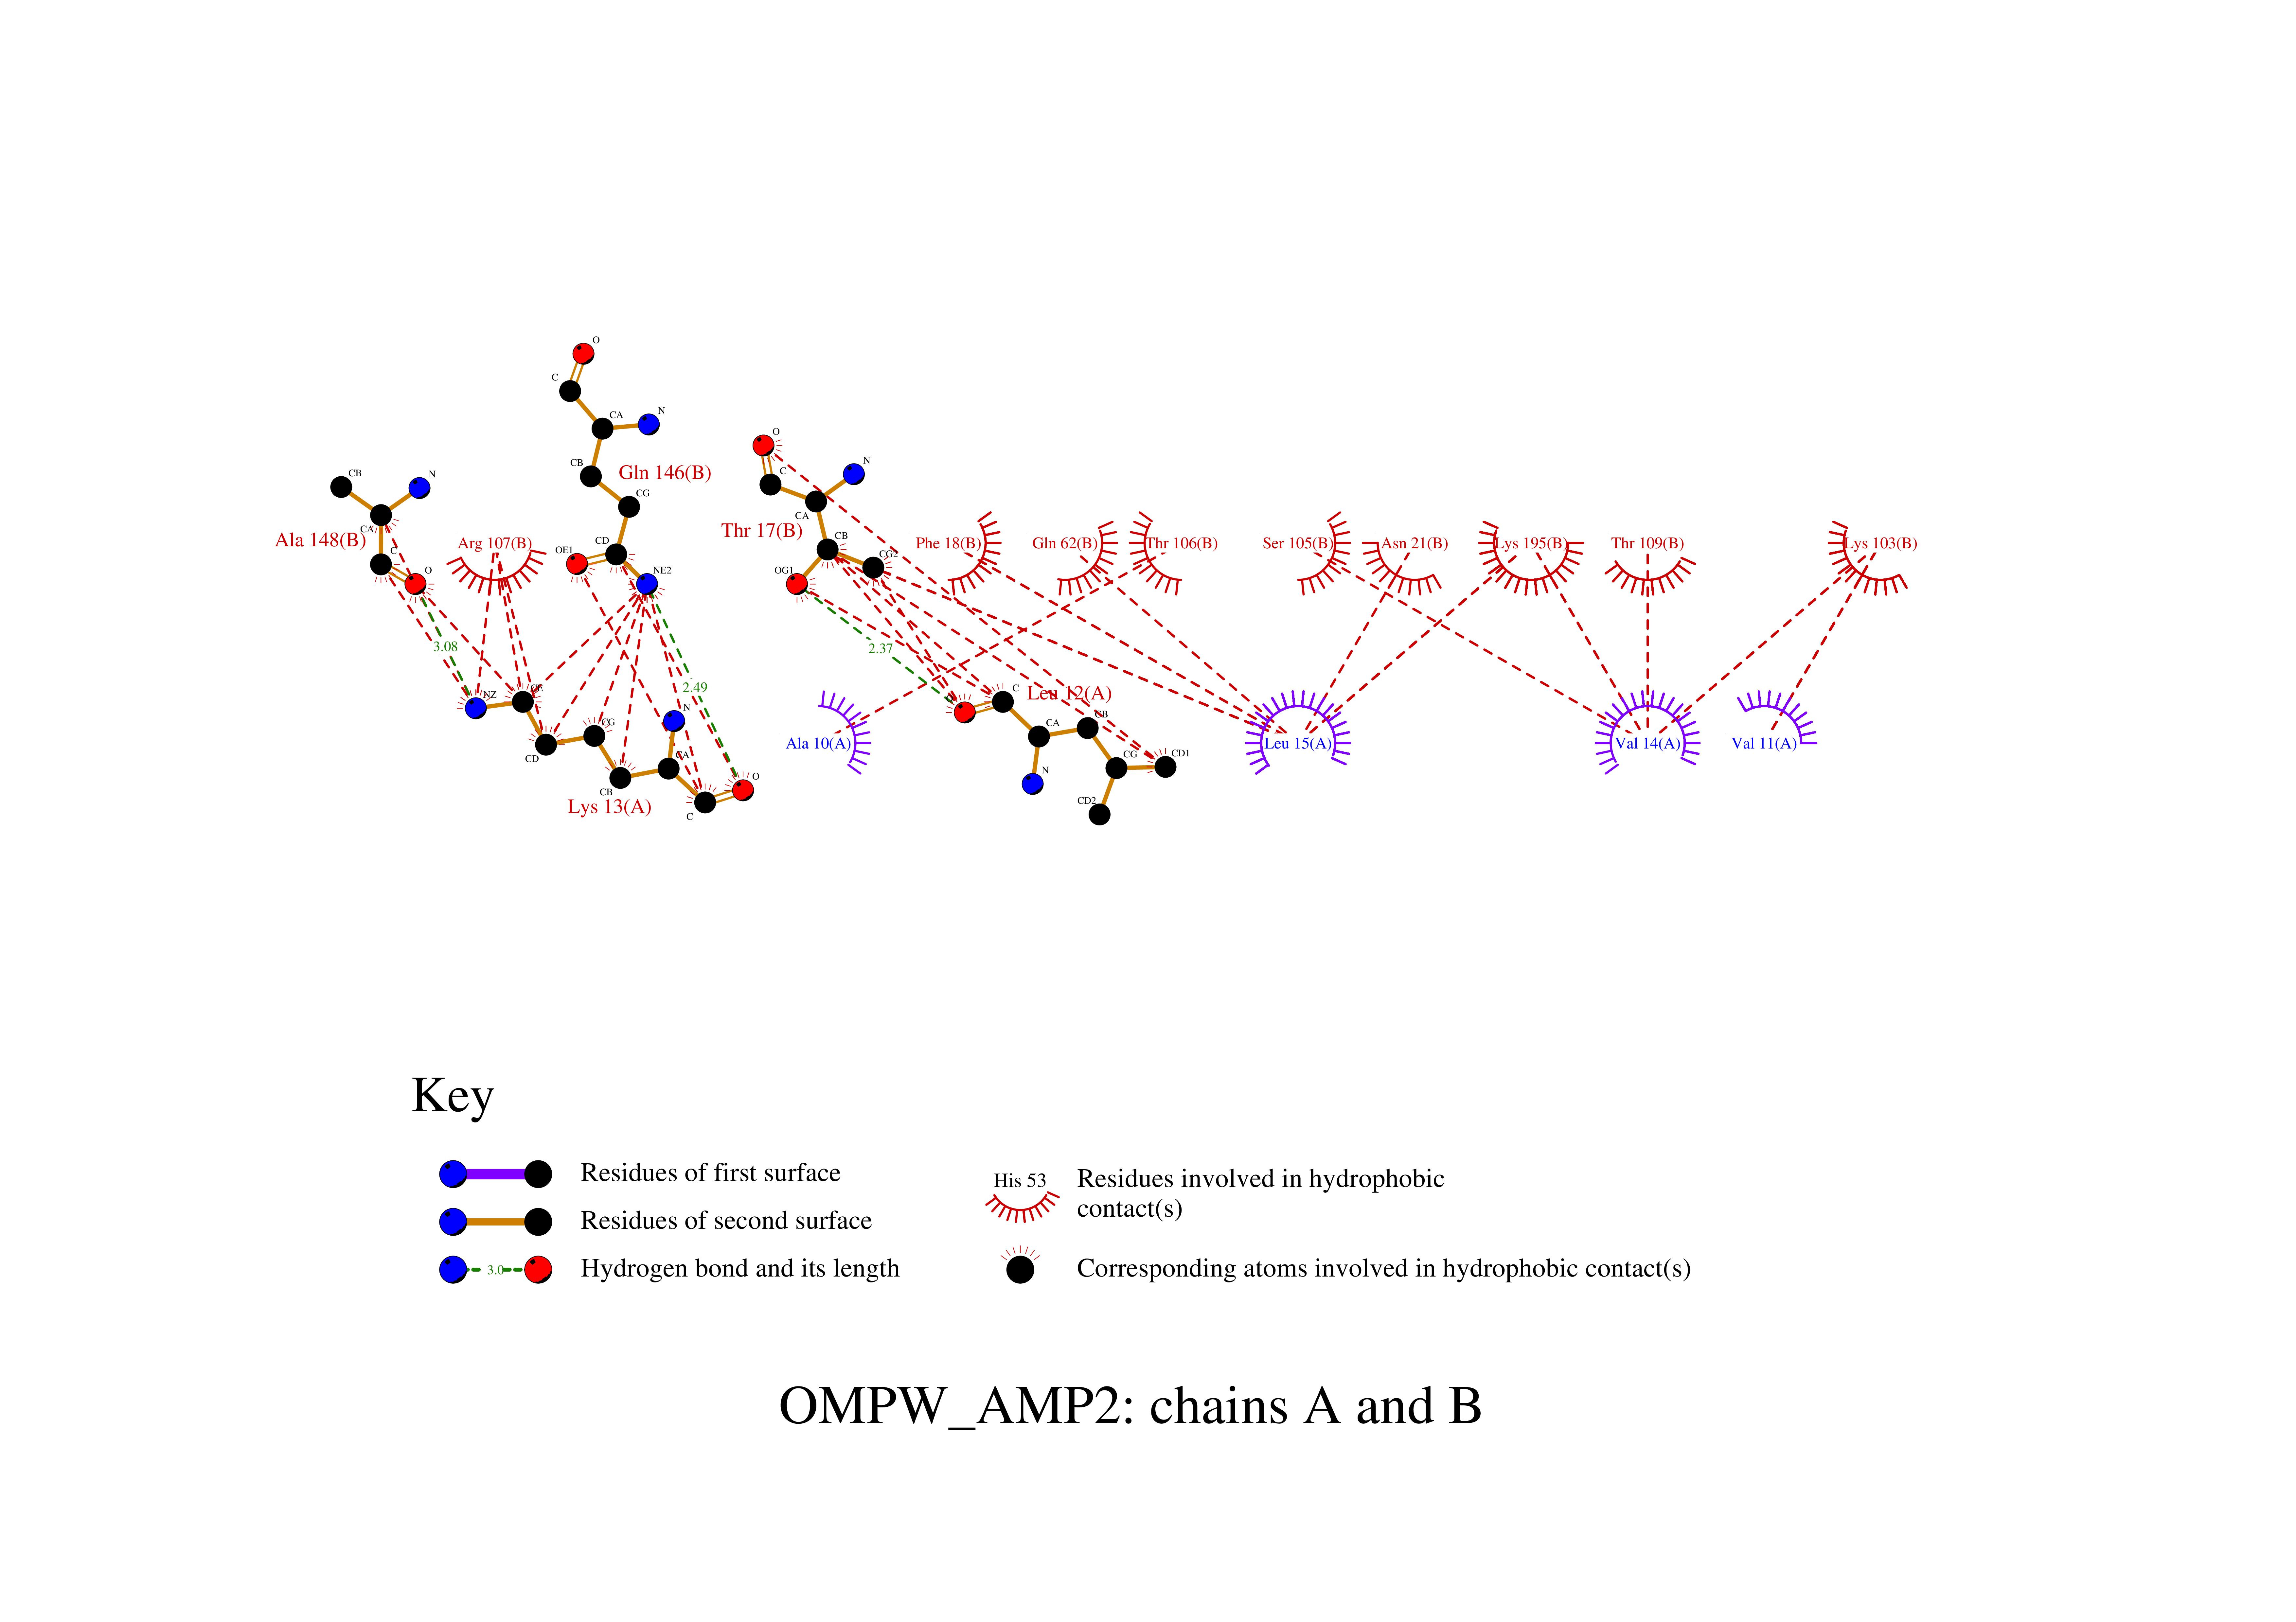 O
C
CA
N
CB
Gln 146(B)
CG
CD
OE1
NE2
CB
N
CA
Ala 148(B)
C
O
Arg 107(B)
O
C
N
CA
Thr 17(B)
CB
CG2
OG1
Phe 18(B)
Gln 62(B)
Thr 106(B)
Ser 105(B)
Asn 21(B)
Lys 195(B)
Thr 109(B)
Lys 103(B)
3.08
2.49
2.37
NZ
CE
CD
CG
CB
N
CA
C
O
Lys 13(A)
Ala 10(A)
C
Leu 12(A)
CA
CB
N
CG
CD1
CD2
Leu 15(A)
Val 14(A)
Val 11(A)
Key
Residues of first surface
Residues of second surface
3.0
Hydrogen bond and its length
His 53
Residues involved in hydrophobic
contact(s)
Corresponding atoms involved in hydrophobic contact(s)
OMPW_AMP2: chains A and B